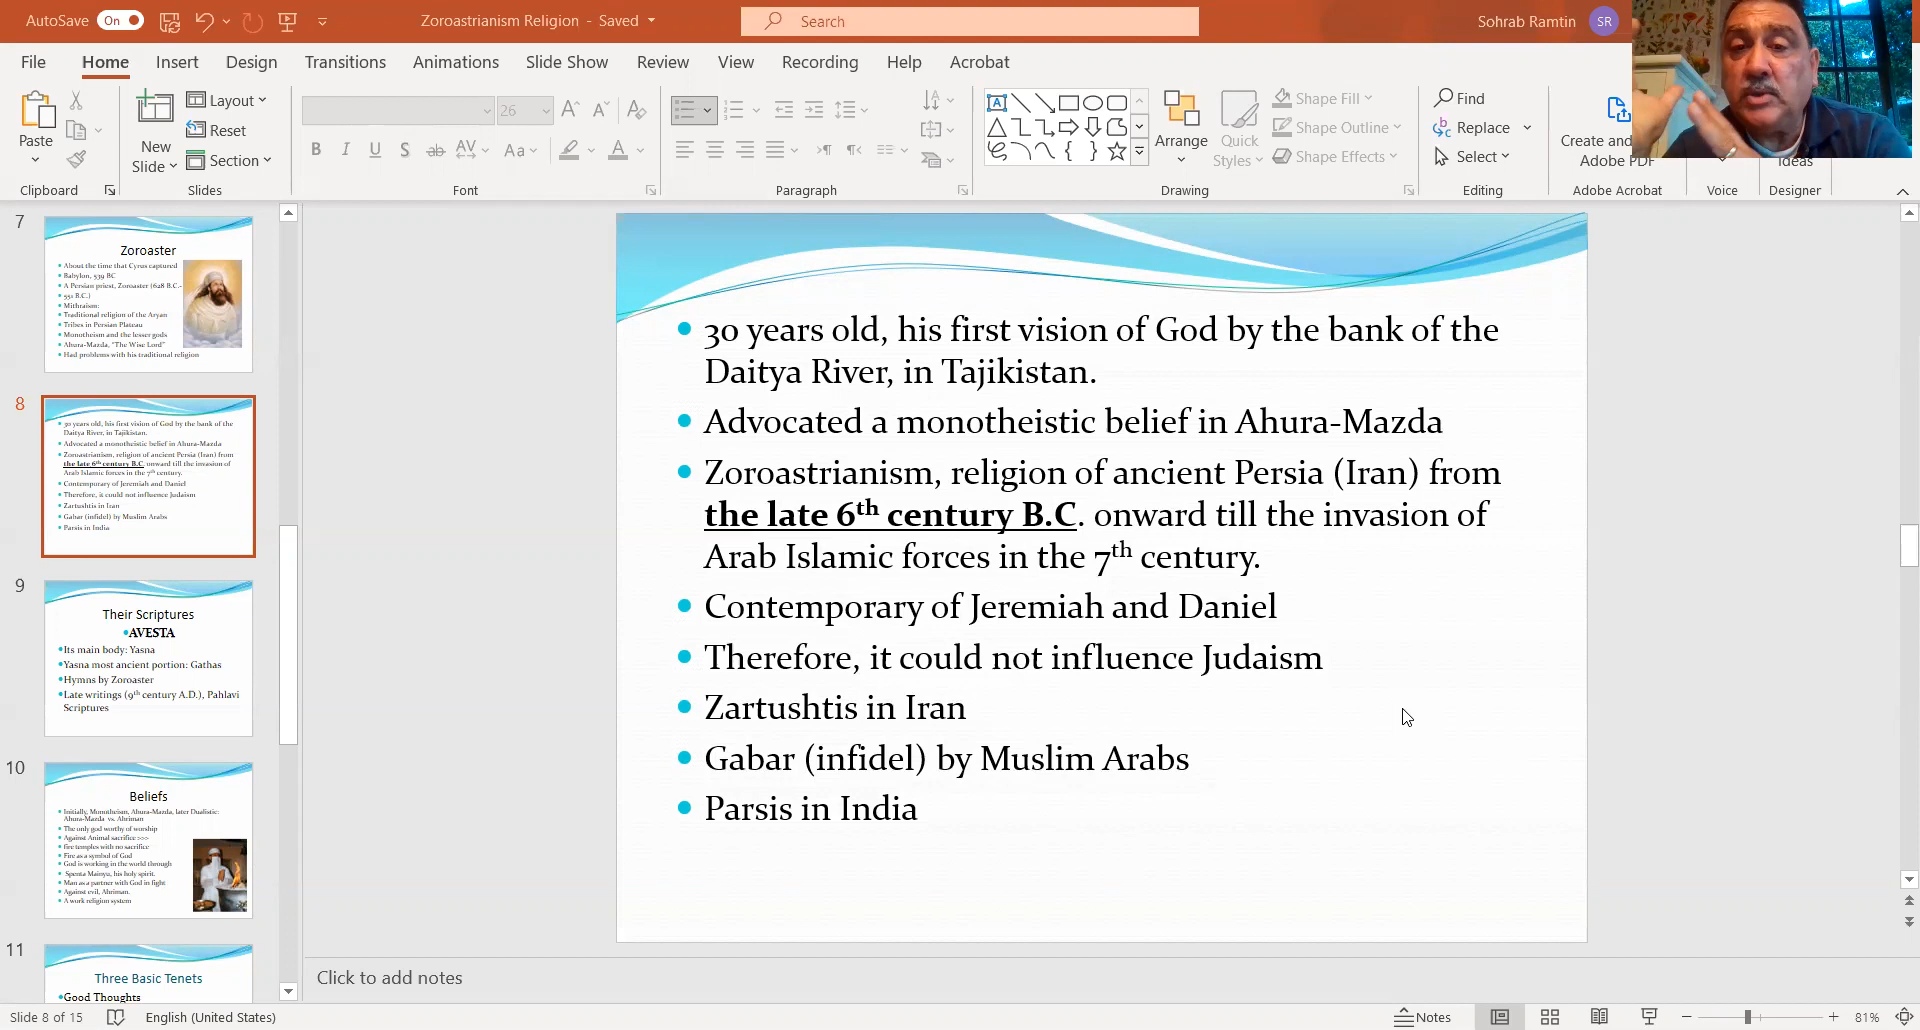 AutoSave On Zoroastrianism Religion - Saved Search Sohrab Ramtin SR
File Home Insert Design Transitions Animations Slide Show Review View Recording Help Acrobat
Paste
Clipboard
New
Slide
Layout
Reset
Section
Slides
26
B I U S ab AV Aa A
Font
Paragraph
Arrange
Quick
Styles
Shape Fill
Shape Outline
Shape Effects
Drawing
Find
Replace
Select
Editing
Create and
Adobe PDF
Adobe Acrobat
Voice
Ideas
Designer
7
Zoroaster
About the time that Cyrus captured
Babylon, 539 BC
A Persian priest, Zoroaster (628 B.C.-
551 B.C.)
Mithraism:
Traditional religion of the Aryan
Tribes in Persian Plateau
Monotheism and the lesser gods
Ahura-Mazda, "The Wise Lord"
Had problems with his traditional religion
8
30 years old, his first vision of God by the bank of the
Daitya River, in Tajikistan.
Advocated a monotheistic belief in Ahura-Mazda
Zoroastrianism, religion of ancient Persia (Iran) from
the late 6th century B.C. onward till the invasion of
Arab Islamic forces in the 7th century.
Contemporary of Jeremiah and Daniel
Therefore, it could not influence Judaism
Zartushtis in Iran
Gabar (infidel) by Muslim Arabs
Parsis in India
9
Their Scriptures
AVESTA
Its main body: Yasna
Yasna most ancient portion: Gathas
Hymns by Zoroaster
Late writings (9th century A.D.), Pahlavi
Scriptures
10
Beliefs
Initially, Monotheism, Ahura-Mazda, later Dualistic:
Ahura-Mazda vs. Ahriman
The only god worthy of worship
Against Animal sacrifice >>>
fire temples with no sacrifice
Fire as a symbol of God
God is working in the world through
Spenta Mainyu, his holy spirit.
Man as a partner with God in fight
Against evil, Ahriman.
A work religion system
11
Three Basic Tenets
Good Thoughts
30 years old, his first vision of God by the bank of the
Daitya River, in Tajikistan.
Advocated a monotheistic belief in Ahura-Mazda
Zoroastrianism, religion of ancient Persia (Iran) from
the late 6th century B.C. onward till the invasion of
Arab Islamic forces in the 7th century.
Contemporary of Jeremiah and Daniel
Therefore, it could not influence Judaism
Zartushtis in Iran
Gabar (infidel) by Muslim Arabs
Parsis in India
Click to add notes
Slide 8 of 15 English (United States) Notes 81%